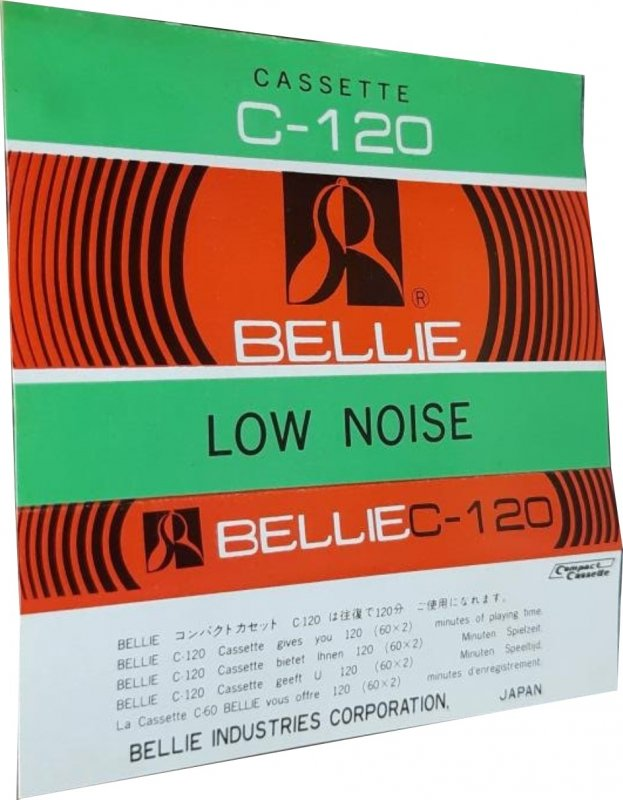 CASSETTE
C-120
®
BELLIE
LOW NOISE
BELLIE C-120
Compact
Cassette
BELLIE コンパクトカセット C120 は往復で120分 ご使用になれます。
BELLIE C-120 Cassette gives you 120 (60×2) minutes of playing time.
BELLIE C-120 Cassette bietet Ihnen 120 (60×2) Minuten Spielzeit.
BELLIE C-120 Cassette geeft U 120 (60×2) Minuten Speeltijd.
La Cassette C-60 BELLIE vous offre 120 (60×2) minutes d'enregistrement.
BELLIE INDUSTRIES CORPORATION, JAPAN